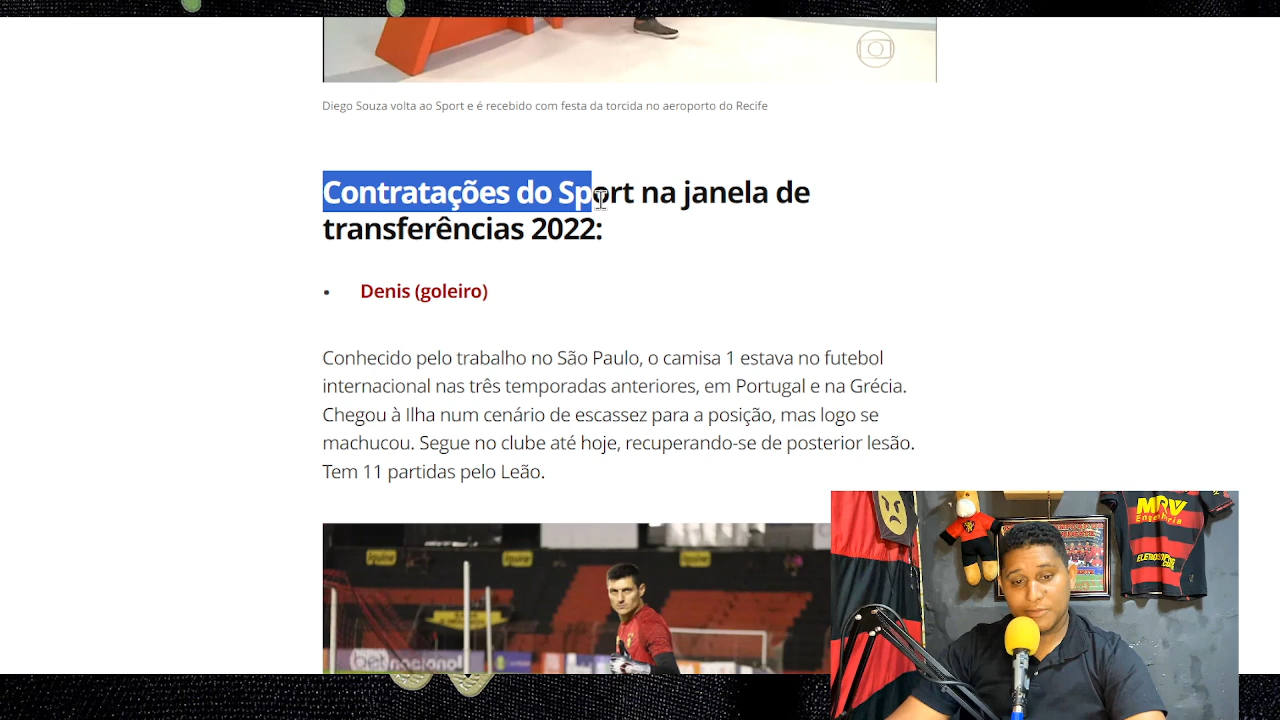 Diego Souza volta ao Sport e é recebido com festa da torcida no aeroporto do Recife
Contratações do Sport na janela de
transferências 2022:
• Denis (goleiro)
Conhecido pelo trabalho no São Paulo, o camisa 1 estava no futebol
internacional nas três temporadas anteriores, em Portugal e na Grécia.
Chegou à Ilha num cenário de escassez para a posição, mas logo se
machucou. Segue no clube até hoje, recuperando-se de posterior lesão.
Tem 11 partidas pelo Leão.
betnacional
MRV
Engenharia